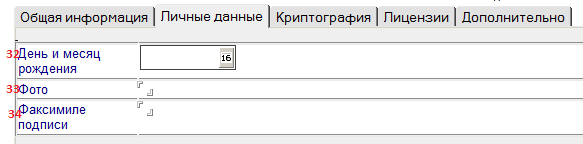 Общая информация Личные данные Криптография Лицензии Дополнительно
32 День и месяц
рождения
16
33 Фото
34 Факсимиле
подписи